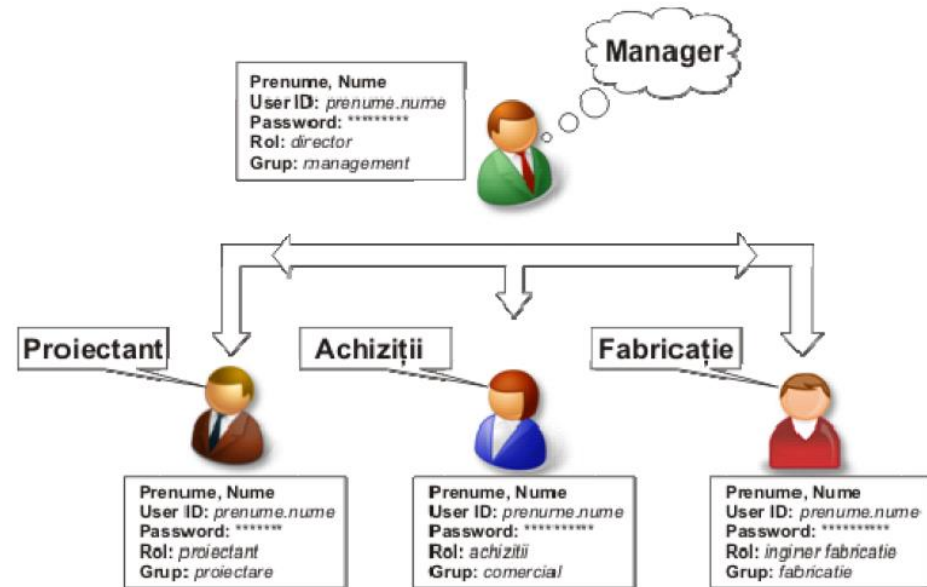 Manager
Prenume, Nume
User ID: prenume.nume
Password: *********
Rol: director
Grup: management
Proiectant
Achiziții
Fabricație
Prenume, Nume
User ID: prenume.nume
Password: *******
Rol: proiectant
Grup: proiectare
Prenume, Nume
User ID: prenume.nume
Password: **********
Rol: achizitii
Grup: comercial
Prenume, Nume
User ID: prenume.nume
Password: **********
Rol: inginer fabricatie
Grup: fabricatie